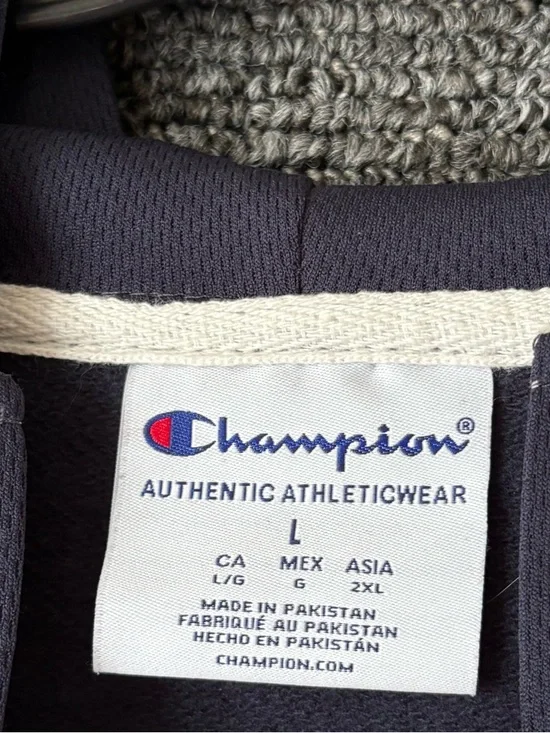 Champion®
AUTHENTIC ATHLETICWEAR
L
CA MEX ASIA
L/G G 2XL
MADE IN PAKISTAN
FABRIQUÉ AU PAKISTAN
HECHO EN PAKISTÁN
CHAMPION.COM